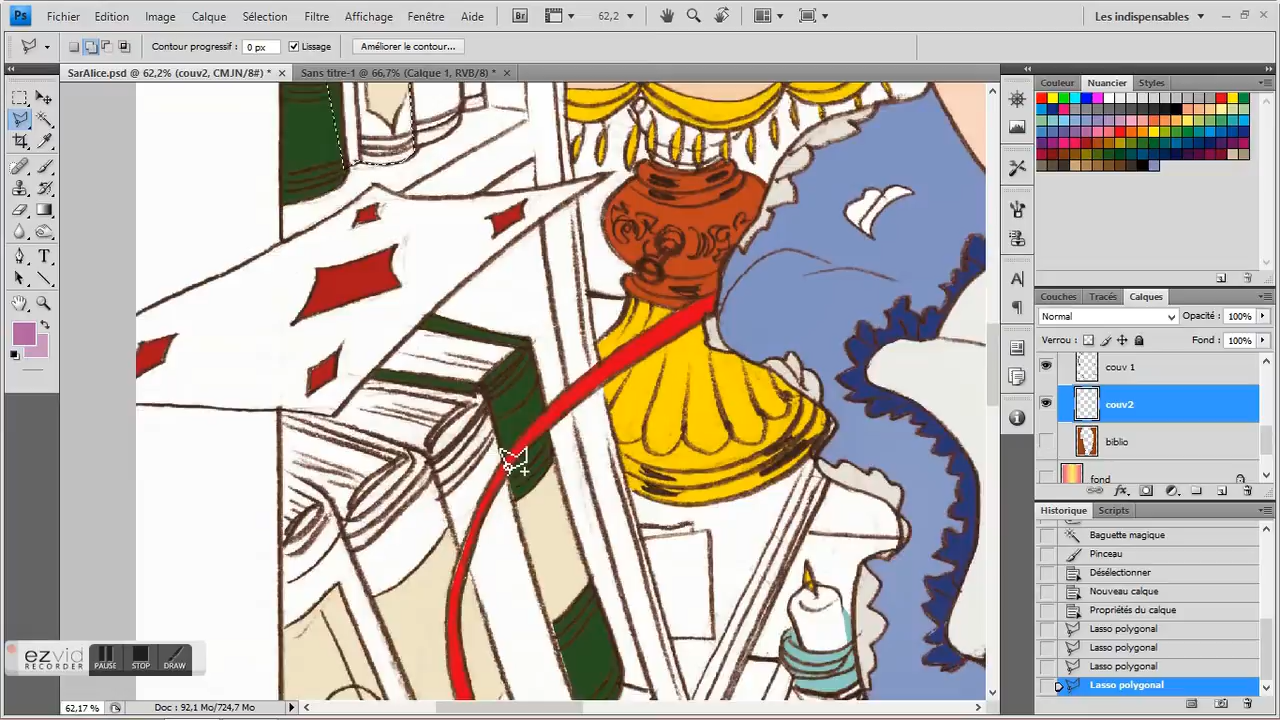 Ps Fichier Edition Image Calque Sélection Filtre Affichage Fenêtre Aide Br 62,2 Les indispensables
Contour progressif : 0 px Lissage Améliorer le contour...
SarAlice.psd @ 62,2% (couv2, CMJN/8#) * × Sans titre-1 @ 66,7% (Calque 1, RVB/8) * ×
Couleur Nuancier Styles
Couches Tracés Calques
Normal Opacité : 100%
Verrou : Fond : 100%
couv 1
couv2
biblio
fond
fx
Historique Scripts
Baguette magique
Pinceau
Désélectionner
Nouveau calque
Propriétés du calque
Lasso polygonal
Lasso polygonal
Lasso polygonal
Lasso polygonal
ezvid
RECORDER
PAUSE STOP DRAW
62,17 % Doc : 92,1 Mo/724,7 Mo